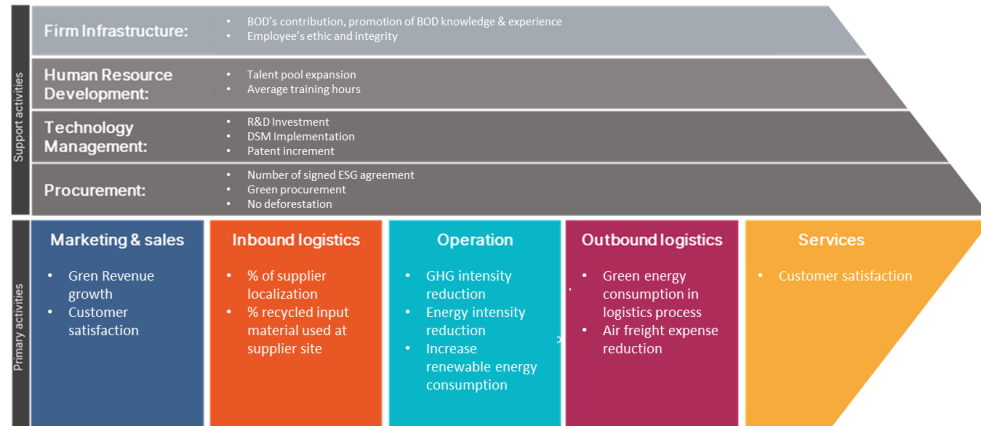 Support activities
Firm Infrastructure:
• BOD's contribution, promotion of BOD knowledge & experience
• Employee's ethic and integrity
Human Resource
Development:
• Talent pool expansion
• Average training hours
Technology
Management:
• R&D Investment
• DSM Implementation
• Patent increment
Procurement:
• Number of signed ESG agreement
• Green procurement
• No deforestation
Primary activities
Marketing & sales
• Gren Revenue
growth
• Customer
satisfaction
Inbound logistics
• % of supplier
localization
• % recycled input
material used at
supplier site
Operation
• GHG intensity
reduction
• Energy intensity
reduction
• Increase
renewable energy
consumption
Outbound logistics
• Green energy
consumption in
logistics process
• Air freight expense
reduction
Services
• Customer satisfaction